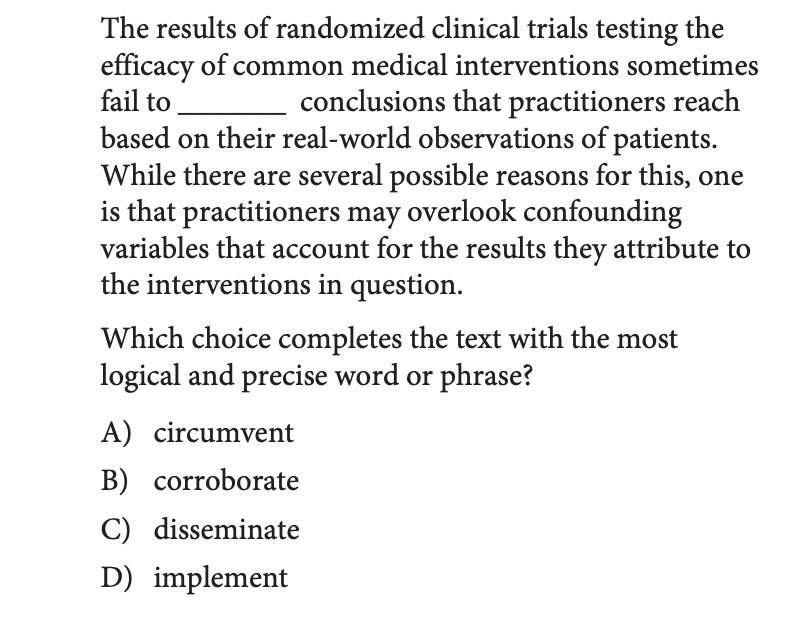 The results of randomized clinical trials testing the
efficacy of common medical interventions sometimes
fail to _______ conclusions that practitioners reach
based on their real-world observations of patients.
While there are several possible reasons for this, one
is that practitioners may overlook confounding
variables that account for the results they attribute to
the interventions in question.
Which choice completes the text with the most
logical and precise word or phrase?
A) circumvent
B) corroborate
C) disseminate
D) implement